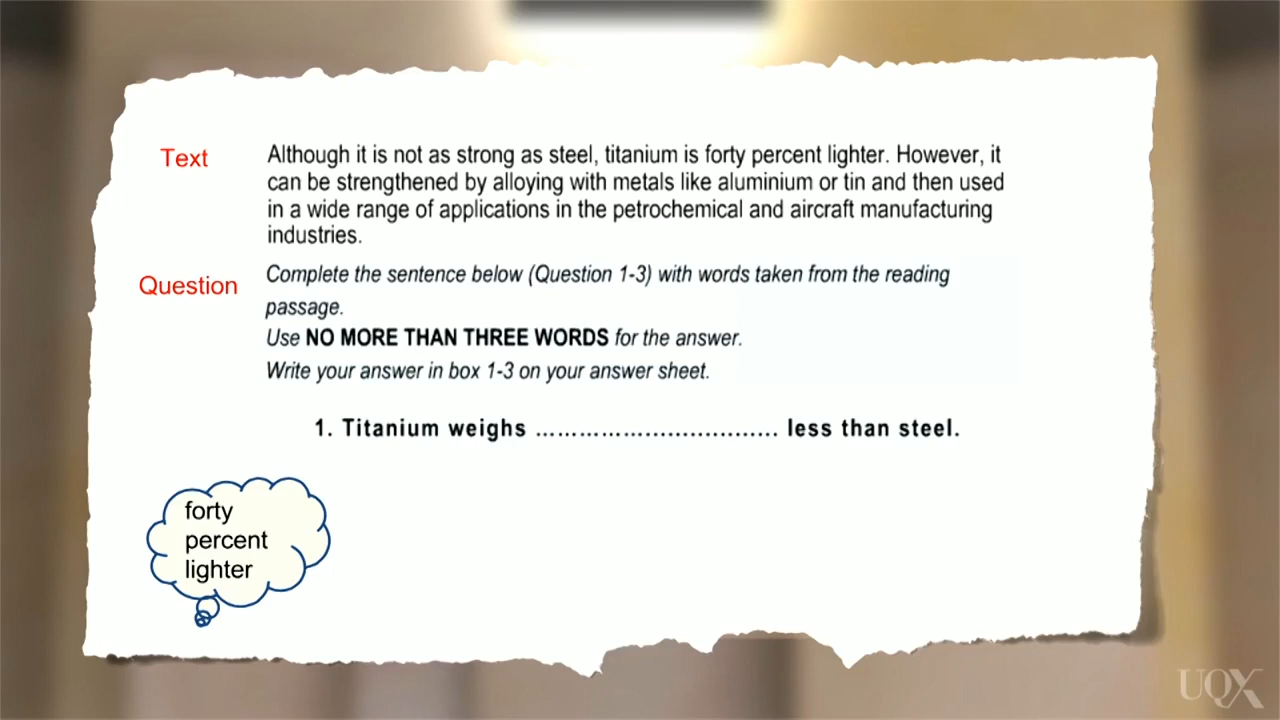 Text
Although it is not as strong as steel, titanium is forty percent lighter. However, it
can be strengthened by alloying with metals like aluminium or tin and then used
in a wide range of applications in the petrochemical and aircraft manufacturing
industries.
Question
Complete the sentence below (Question 1-3) with words taken from the reading
passage.
Use NO MORE THAN THREE WORDS for the answer.
Write your answer in box 1-3 on your answer sheet.
1. Titanium weighs ................................. less than steel.
forty
percent
lighter
UQX